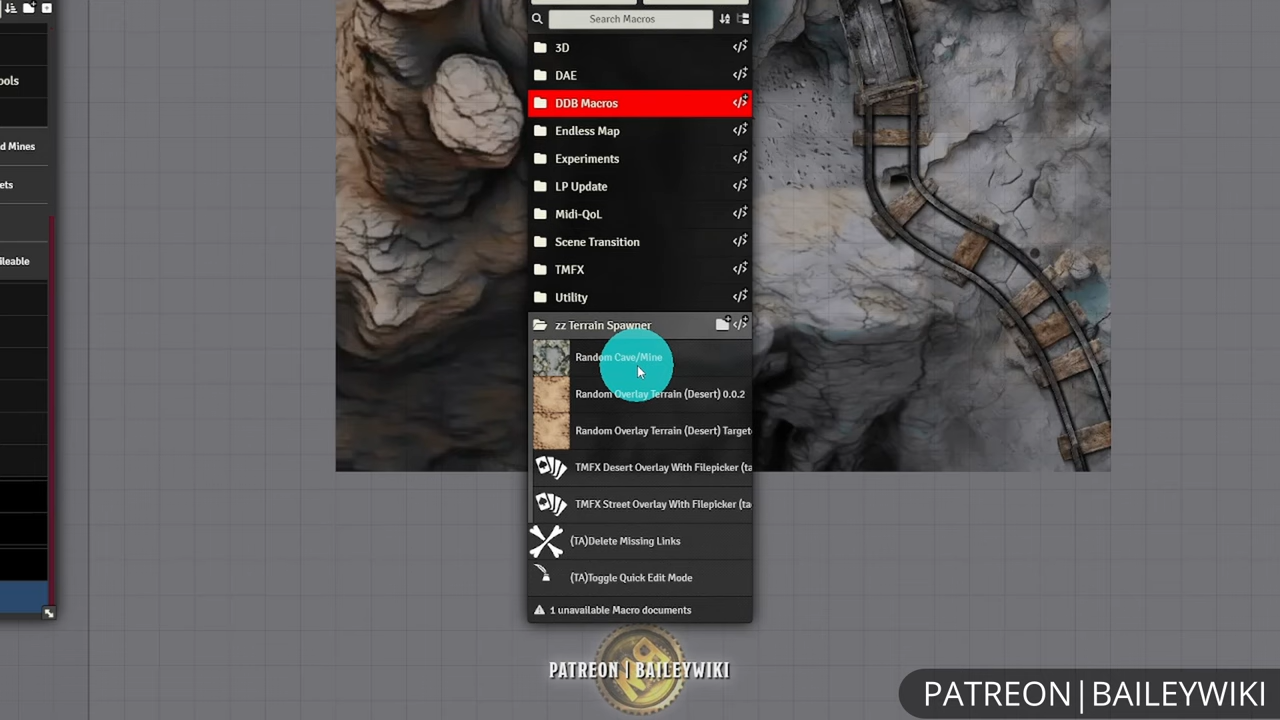 ools
d Mines
ets
ileable
Search Macros
3D
DAE
DDB Macros
Endless Map
Experiments
LP Update
Midi-QoL
Scene Transition
TMFX
Utility
zz Terrain Spawner
Random Cave/Mine
Random Overlay Terrain (Desert) 0.0.2
Random Overlay Terrain (Desert) Targete
TMFX Desert Overlay With Filepicker (ta
TMFX Street Overlay With Filepicker (ta
(TA)Delete Missing Links
(TA)Toggle Quick Edit Mode
1 unavailable Macro documents
PATREON | BAILEYWIKI
PATREON|BAILEYWIKI